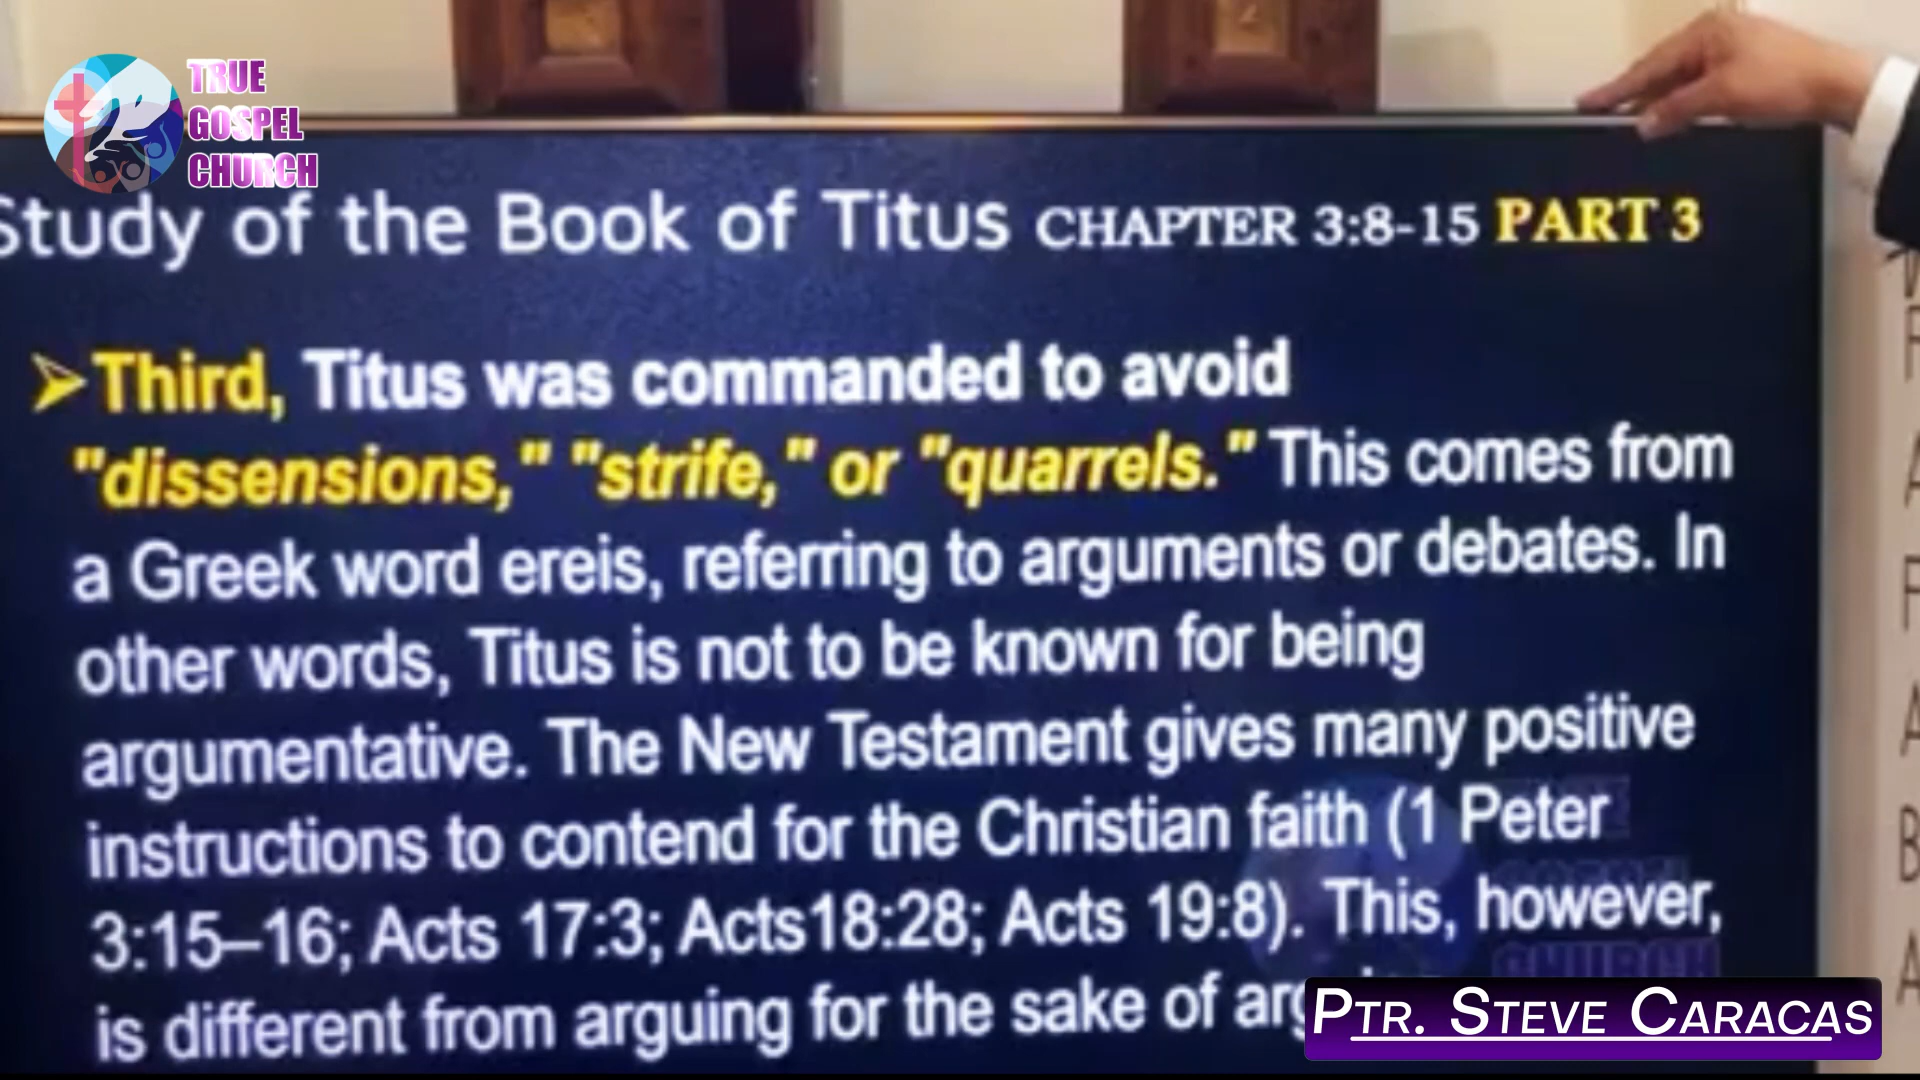 TRUE
GOSPEL
CHURCH
Study of the Book of Titus CHAPTER 3:8-15 PART 3
Third, Titus was commanded to avoid
"dissensions," "strife," or "quarrels." This comes from
a Greek word ereis, referring to arguments or debates. In
other words, Titus is not to be known for being
argumentative. The New Testament gives many positive
instructions to contend for the Christian faith (1 Peter
3:15–16; Acts 17:3; Acts18:28; Acts 19:8). This, however,
is different from arguing for the sake of
CHURCH
PTR. STEVE CARACAS